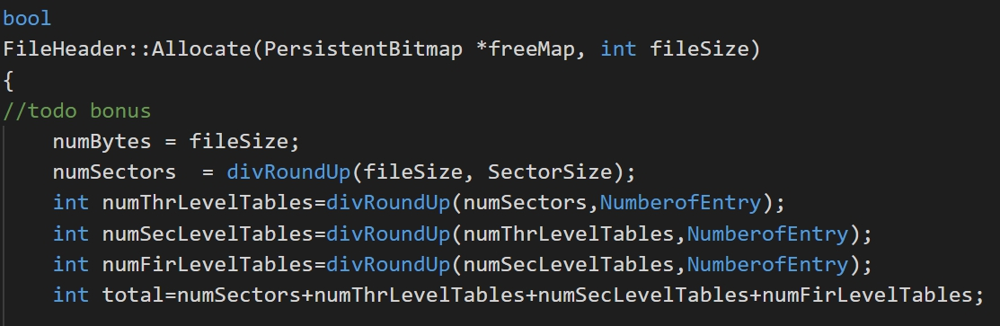 bool
FileHeader::Allocate(PersistentBitmap *freeMap, int fileSize)
{
//todo bonus
    numBytes = fileSize;
    numSectors  = divRoundUp(fileSize, SectorSize);
    int numThrLevelTables=divRoundUp(numSectors,NumberofEntry);
    int numSecLevelTables=divRoundUp(numThrLevelTables,NumberofEntry);
    int numFirLevelTables=divRoundUp(numSecLevelTables,NumberofEntry);
    int total=numSectors+numThrLevelTables+numSecLevelTables+numFirLevelTables;